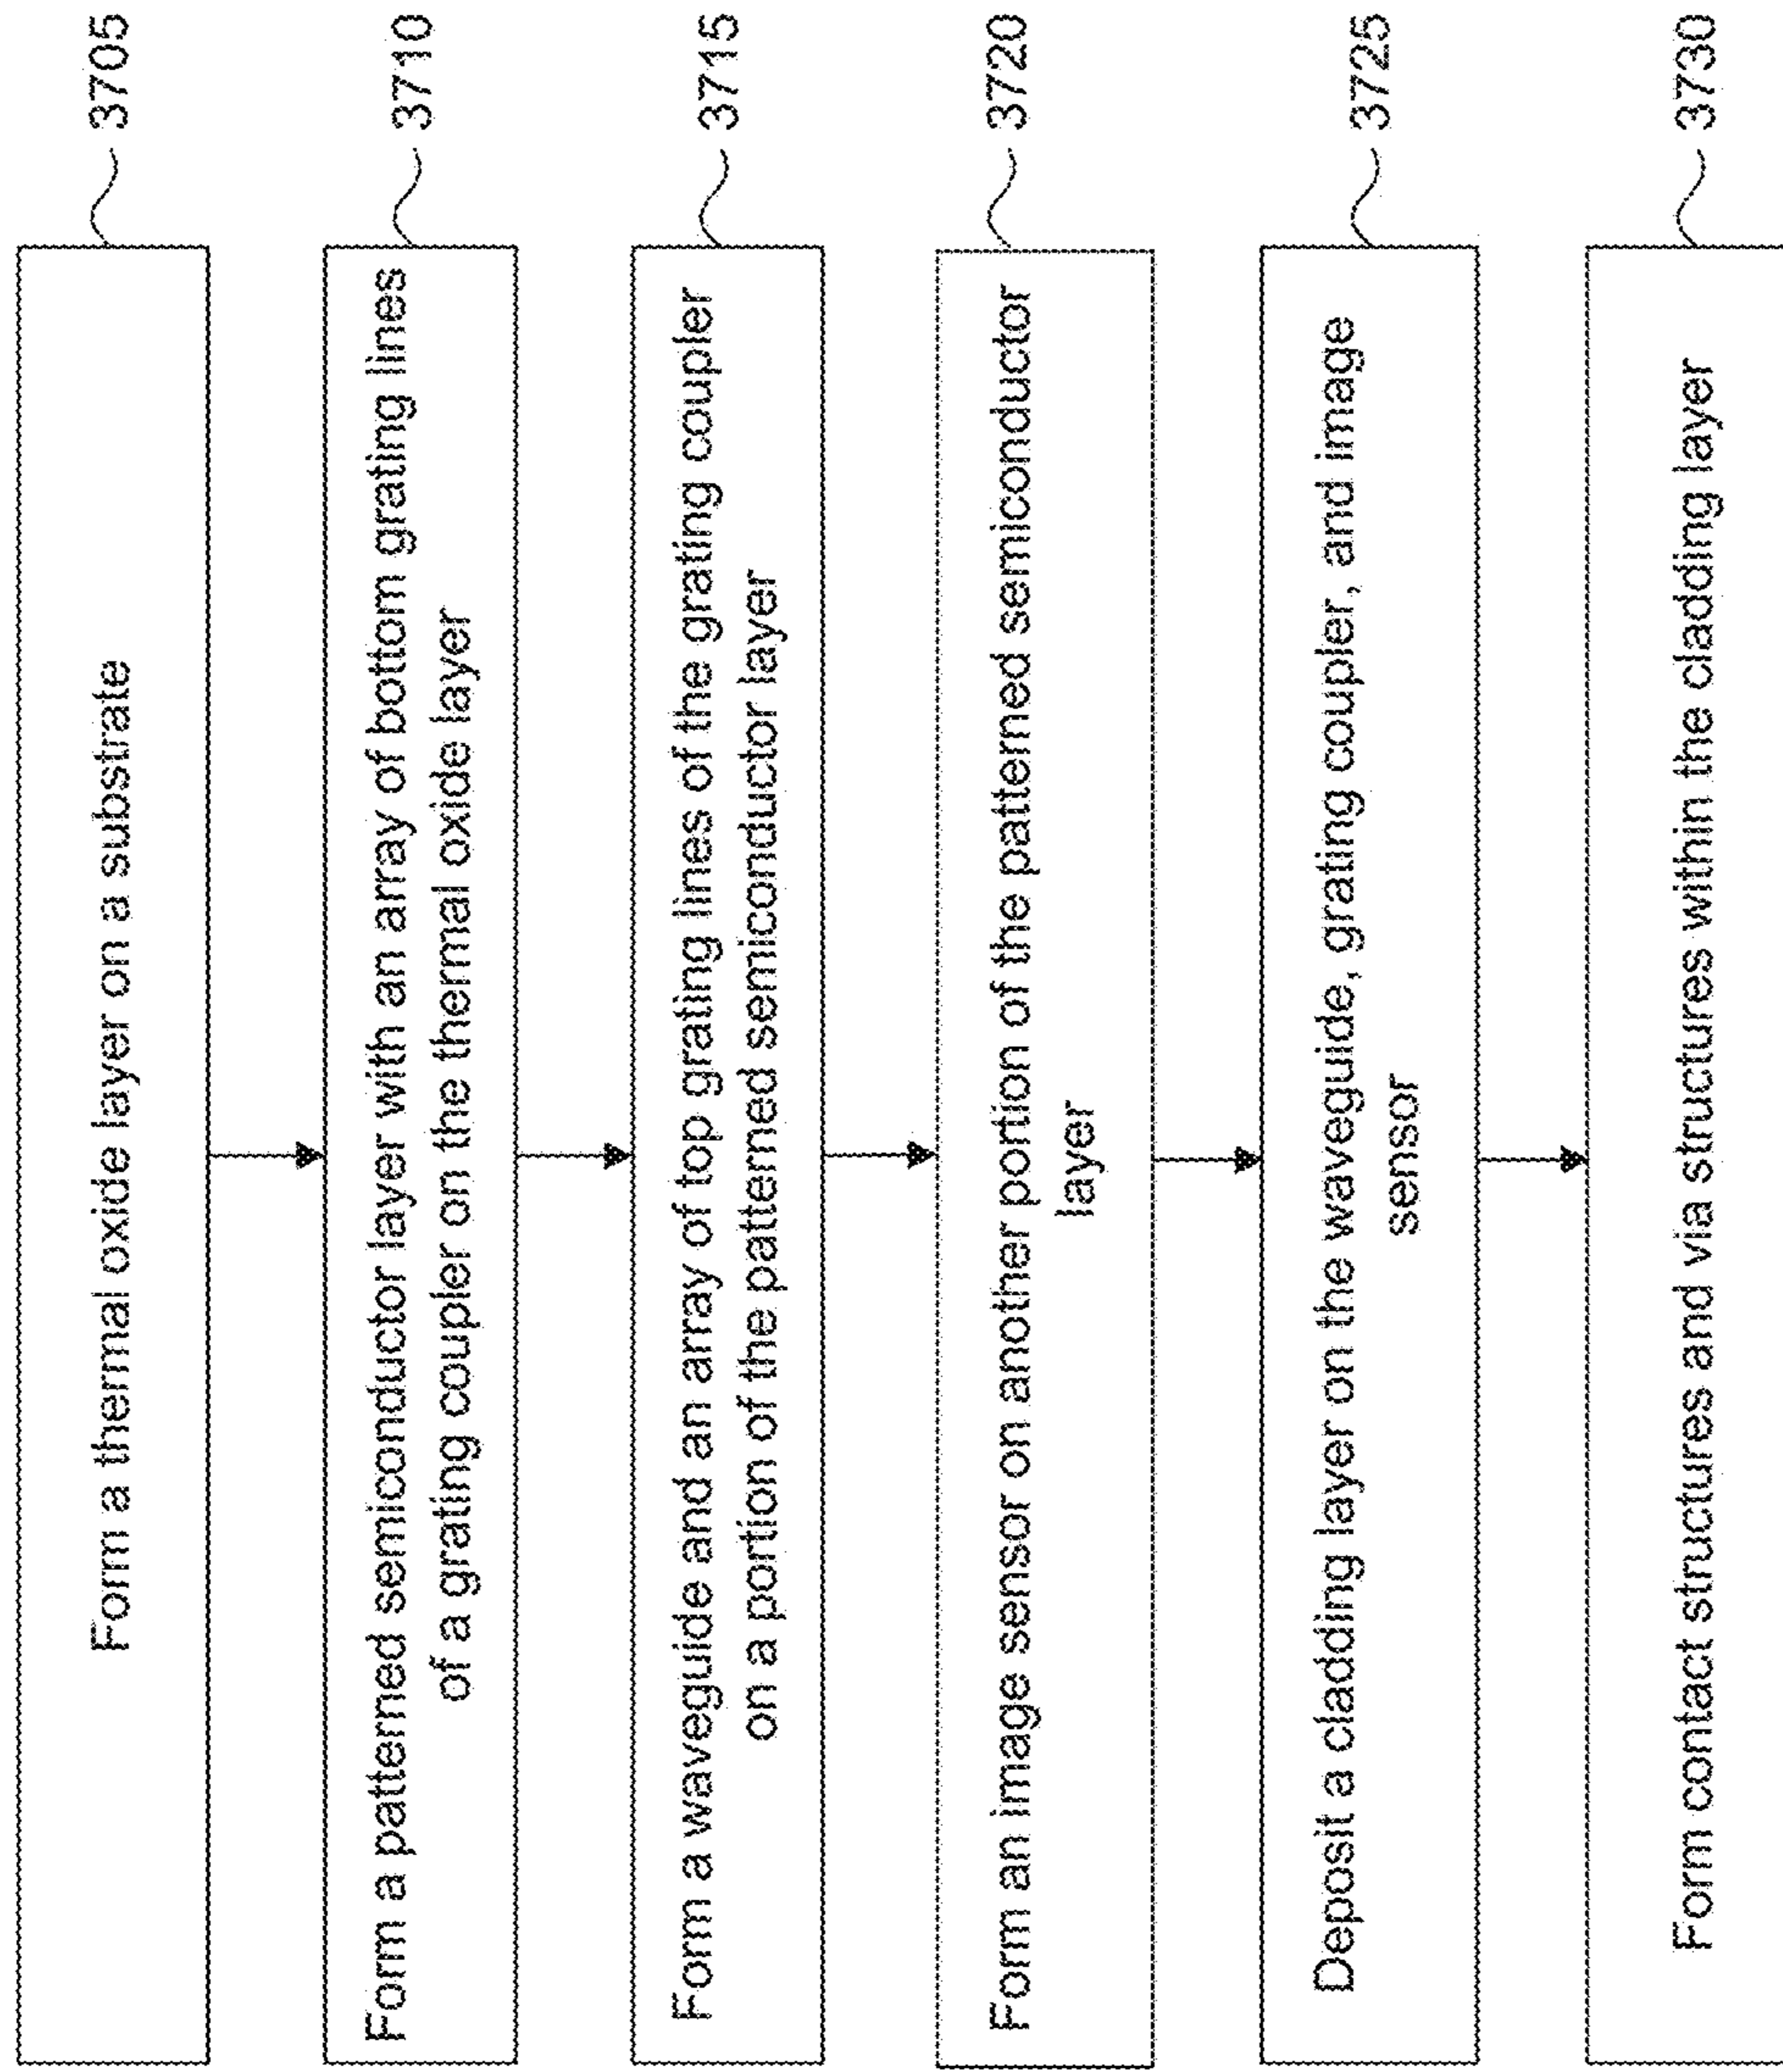 Form a thermal oxide layer on a substrate
3705
Form a patterned semiconductor layer with an array of bottom grating lines
of a grating coupler on the thermal oxide layer
3710
Form a waveguide and an array of top grating lines of the grating coupler
on a portion of the patterned semiconductor layer
3715
Form an image sensor on another portion of the patterned semiconductor
layer
3720
Deposit a cladding layer on the waveguide, grating coupler, and image
sensor
3725
Form contact structures and via structures within the cladding layer
3730